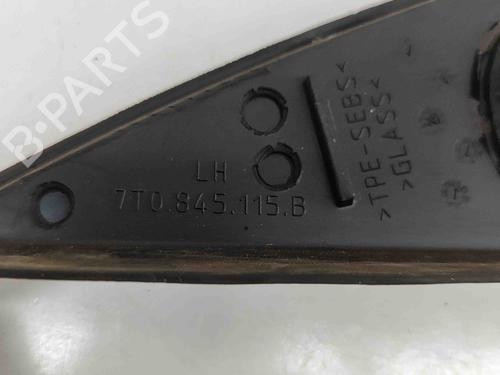 B-PARTS
LH
7T0.845.115.B
>TPE-SEBS<
>GLASS<